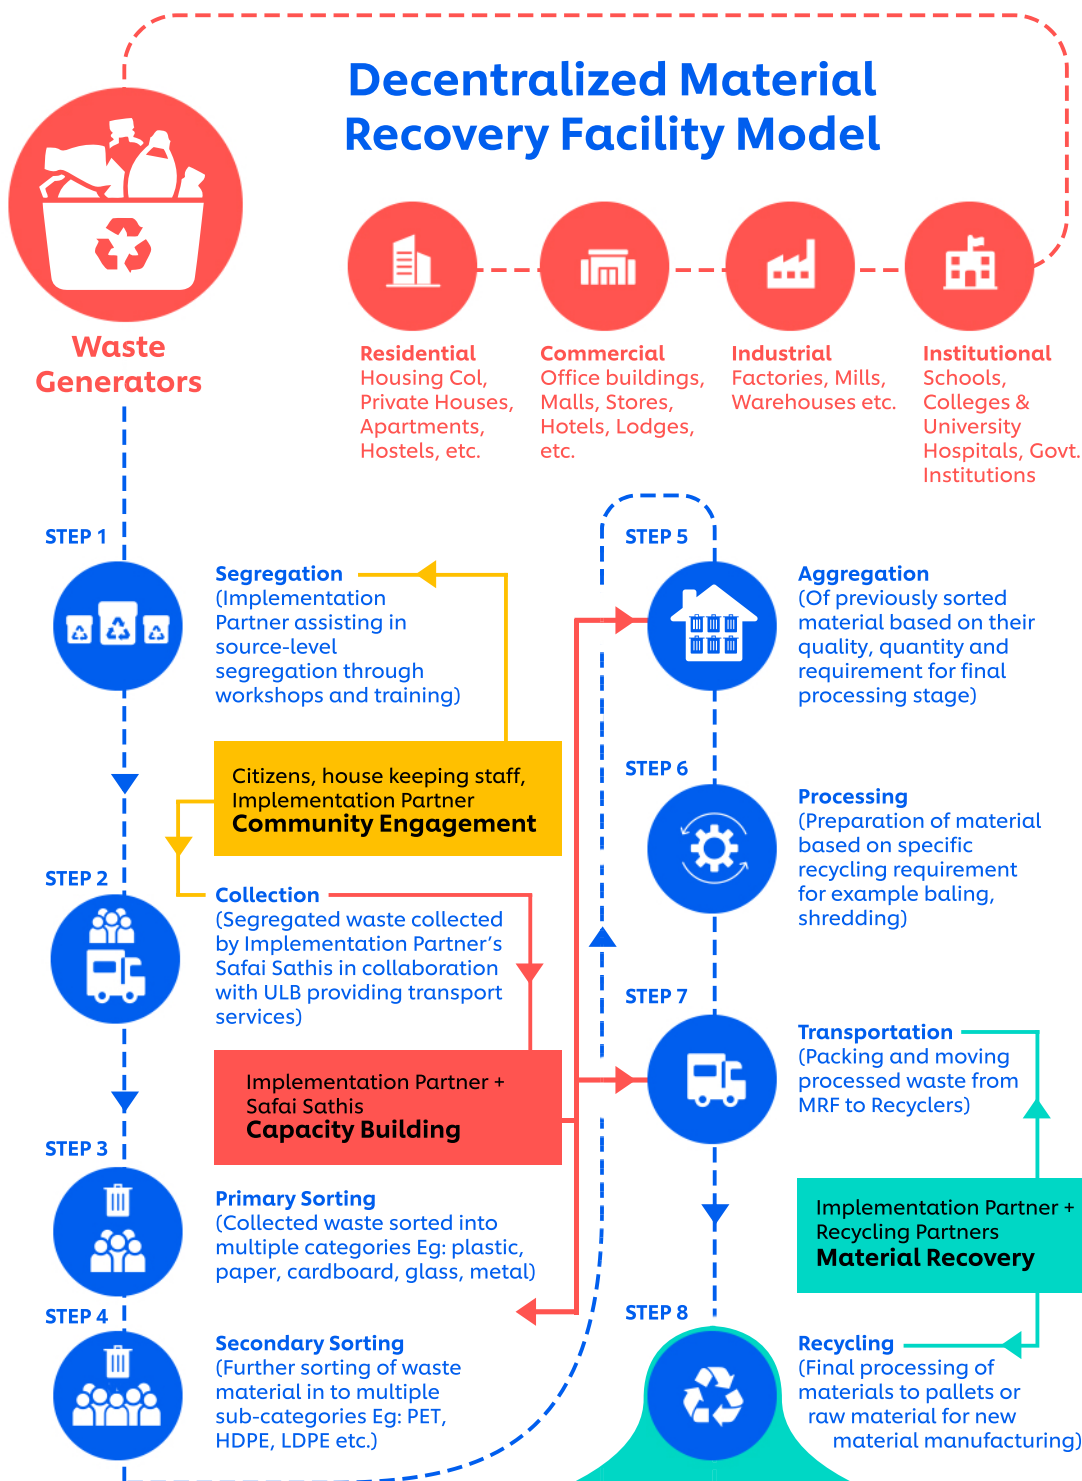 Decentralized Material
Recovery Facility Model
Waste
Generators
Residential
Housing Col,
Private Houses,
Apartments,
Hostels, etc.
Commercial
Office buildings,
Malls, Stores,
Hotels, Lodges,
etc.
Industrial
Factories, Mills,
Warehouses etc.
Institutional
Schools,
Colleges &
University
Hospitals, Govt.
Institutions
STEP 1
Segregation
(Implementation
Partner assisting in
source-level
segregation through
workshops and training)
Citizens, house keeping staff,
Implementation Partner
Community Engagement
STEP 2
Collection
(Segregated waste collected
by Implementation Partner’s
Safai Sathis in collaboration
with ULB providing transport
services)
Implementation Partner +
Safai Sathis
Capacity Building
STEP 3
Primary Sorting
(Collected waste sorted into
multiple categories Eg: plastic,
paper, cardboard, glass, metal)
STEP 4
Secondary Sorting
(Further sorting of waste
material in to multiple
sub-categories Eg: PET,
HDPE, LDPE etc.)
STEP 5
Aggregation
(Of previously sorted
material based on their
quality, quantity and
requirement for final
processing stage)
STEP 6
Processing
(Preparation of material
based on specific
recycling requirement
for example baling,
shredding)
STEP 7
Transportation
(Packing and moving
processed waste from
MRF to Recyclers)
Implementation Partner +
Recycling Partners
Material Recovery
STEP 8
Recycling
(Final processing of
materials to pallets or
raw material for new
material manufacturing)